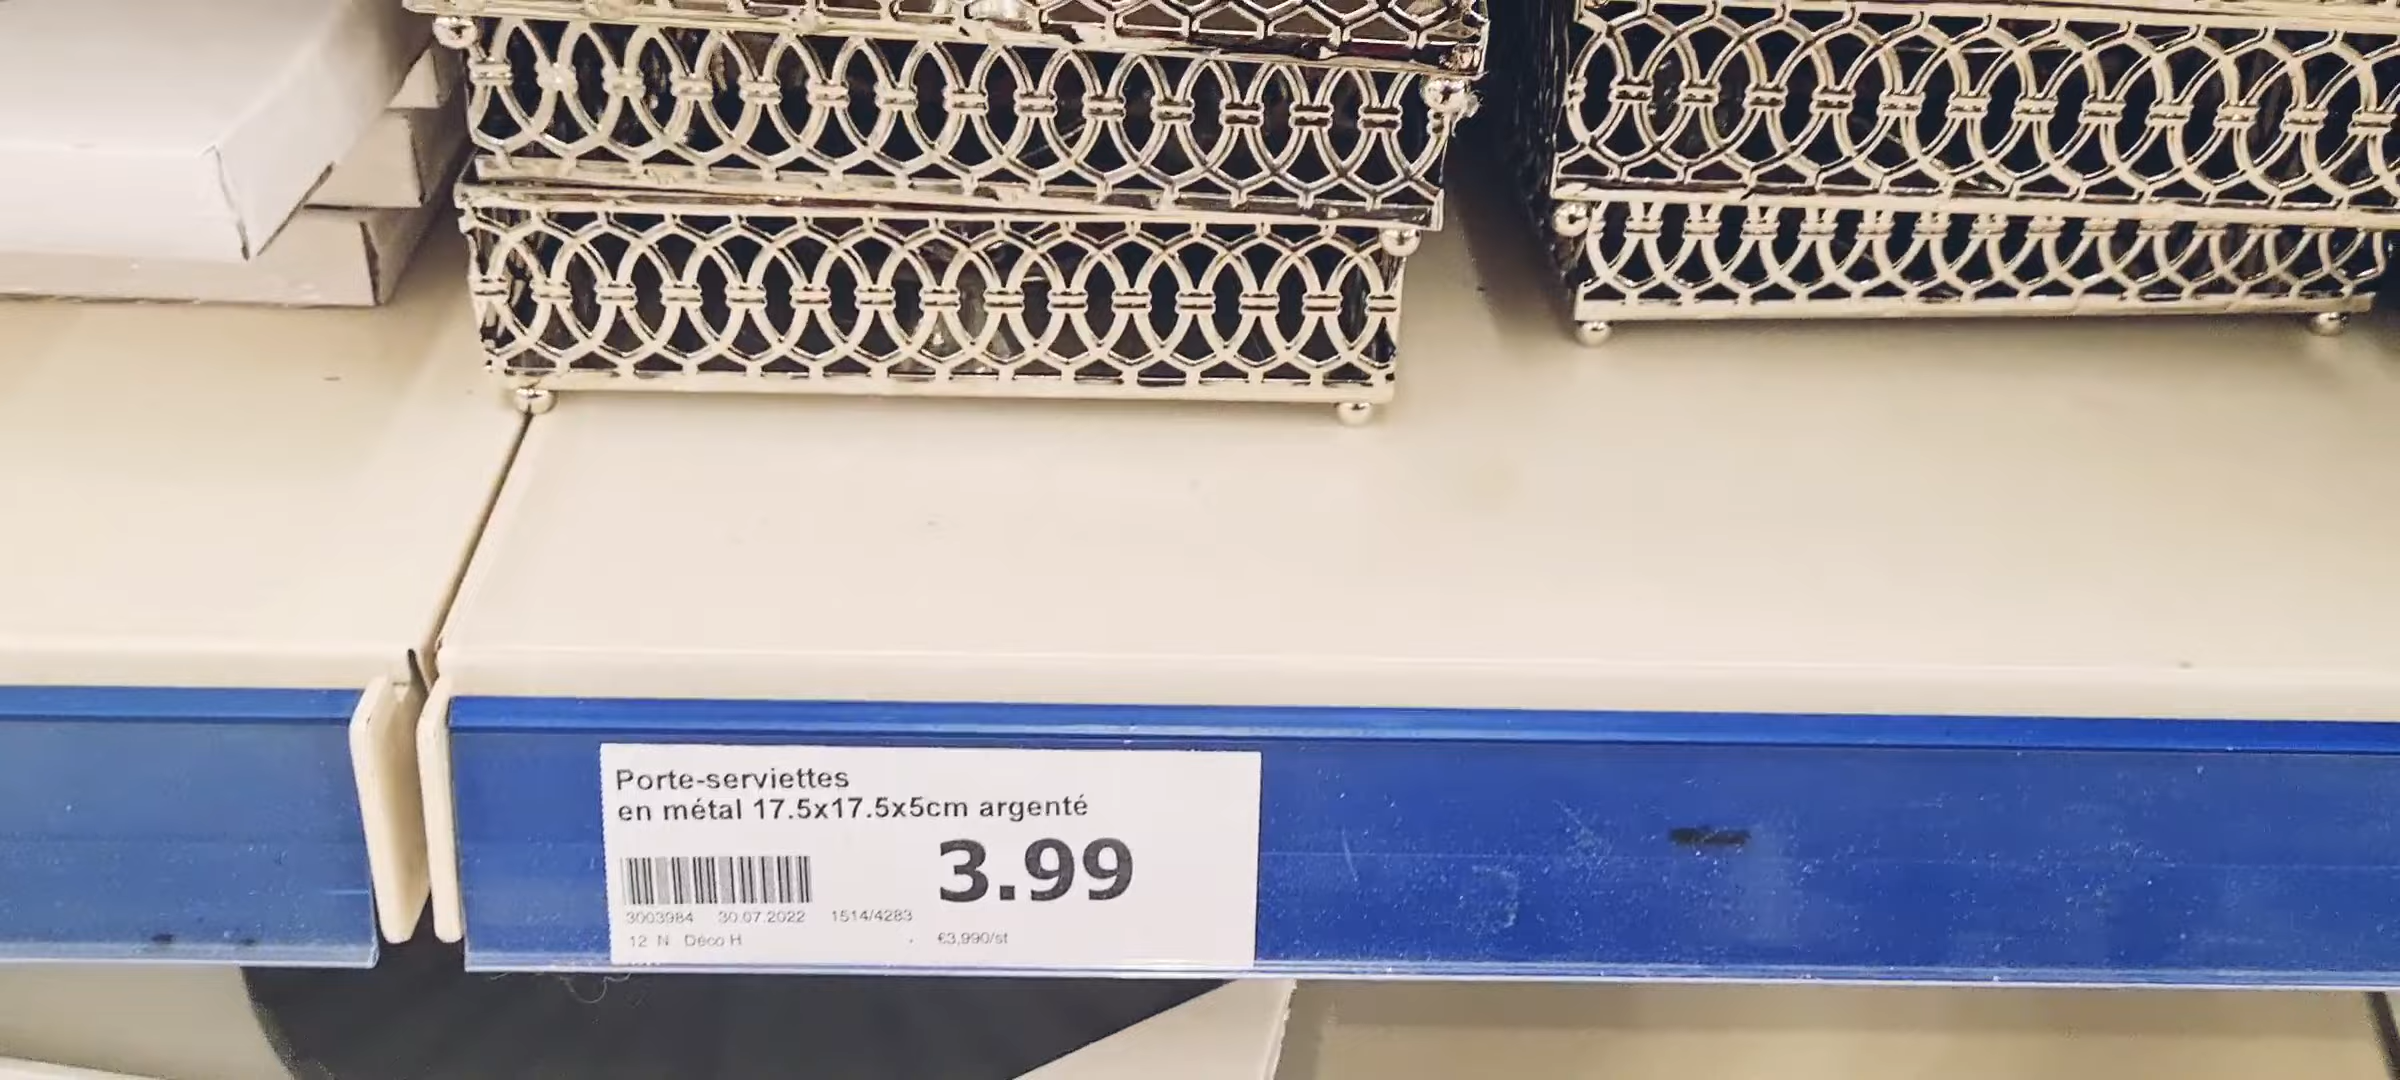 Porte-serviettes
en métal 17.5x17.5x5cm argenté
3.99
3003984 30.07.2022 1514/4283
12 N Déco H €3,990/st